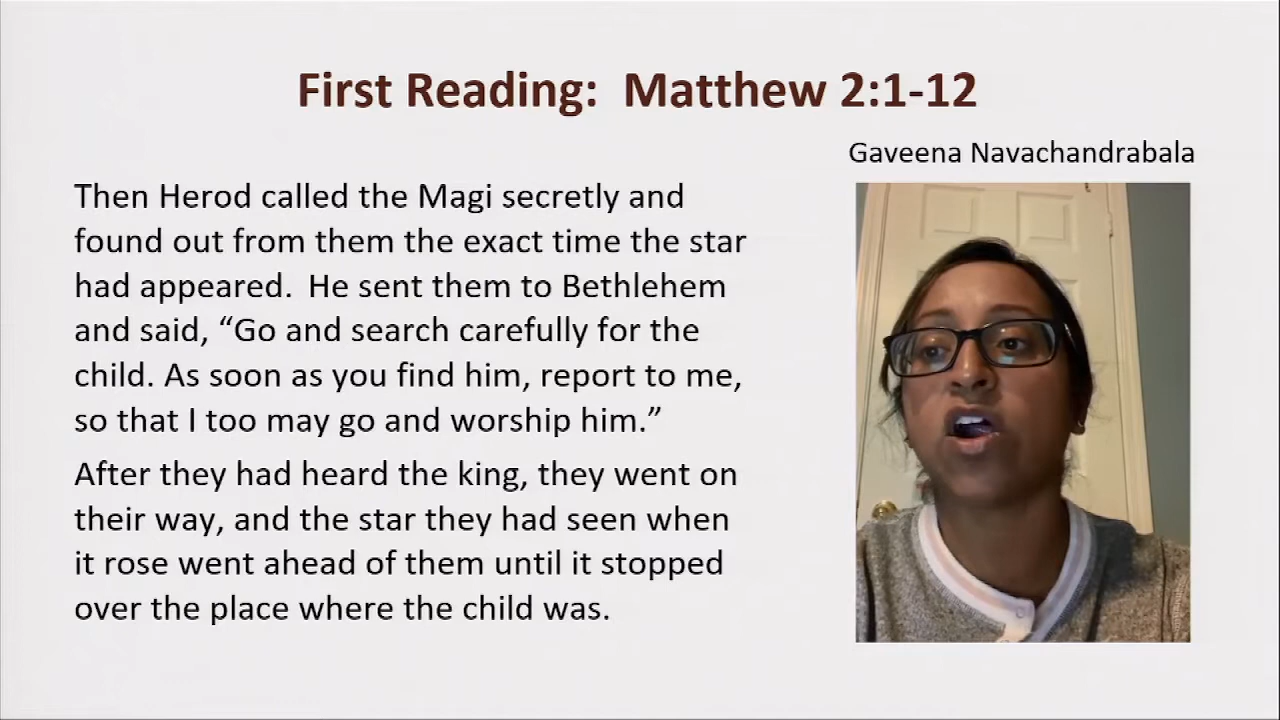 First Reading:  Matthew 2:1-12
Gaveena Navachandrabala
Then Herod called the Magi secretly and
found out from them the exact time the star
had appeared.  He sent them to Bethlehem
and said, “Go and search carefully for the
child. As soon as you find him, report to me,
so that I too may go and worship him.”
After they had heard the king, they went on
their way, and the star they had seen when
it rose went ahead of them until it stopped
over the place where the child was.